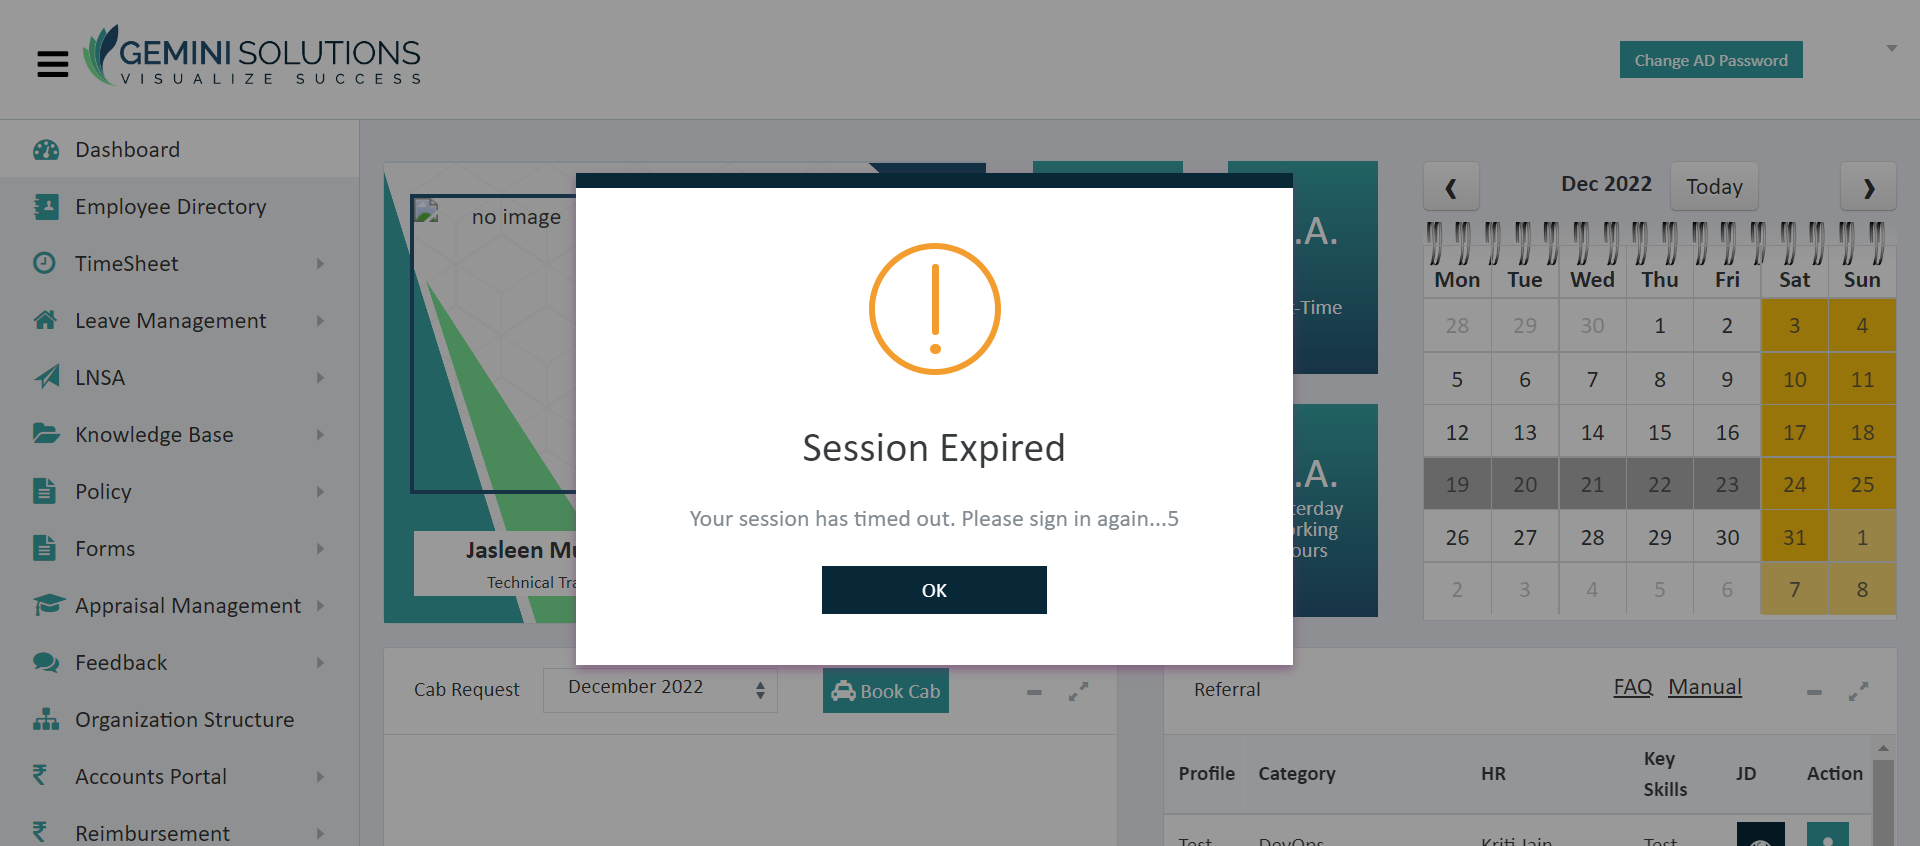 GEMINI SOLUTIONS
VISUALIZE SUCCESS
Change AD Password
Dashboard
Employee Directory
TimeSheet
Leave Management
LNSA
Knowledge Base
Policy
Forms
Appraisal Management
Feedback
Organization Structure
Accounts Portal
Reimbursement
no image
Jasleen
Technical
.A.
-Time
.A.
Session Expired
Your session has timed out. Please sign in again...5
OK
Dec 2022
Today
Mon Tue Wed Thu Fri Sat Sun
28 29 30 1 2 3 4
5 6 7 8 9 10 11
12 13 14 15 16 17 18
19 20 21 22 23 24 25
26 27 28 29 30 31 1
2 3 4 5 6 7 8
Cab Request
December 2022
Book Cab
Referral
FAQ Manual
Profile Category HR Key Skills JD Action
Test DevOps Kriti Jain Test